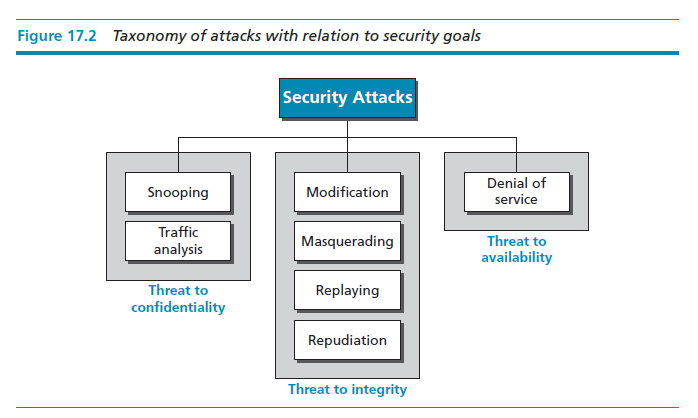 Figure 17.2 Taxonomy of attacks with relation to security goals
Security Attacks
Snooping
Traffic
analysis
Threat to
confidentiality
Modification
Masquerading
Replaying
Repudiation
Threat to integrity
Denial of
service
Threat to
availability